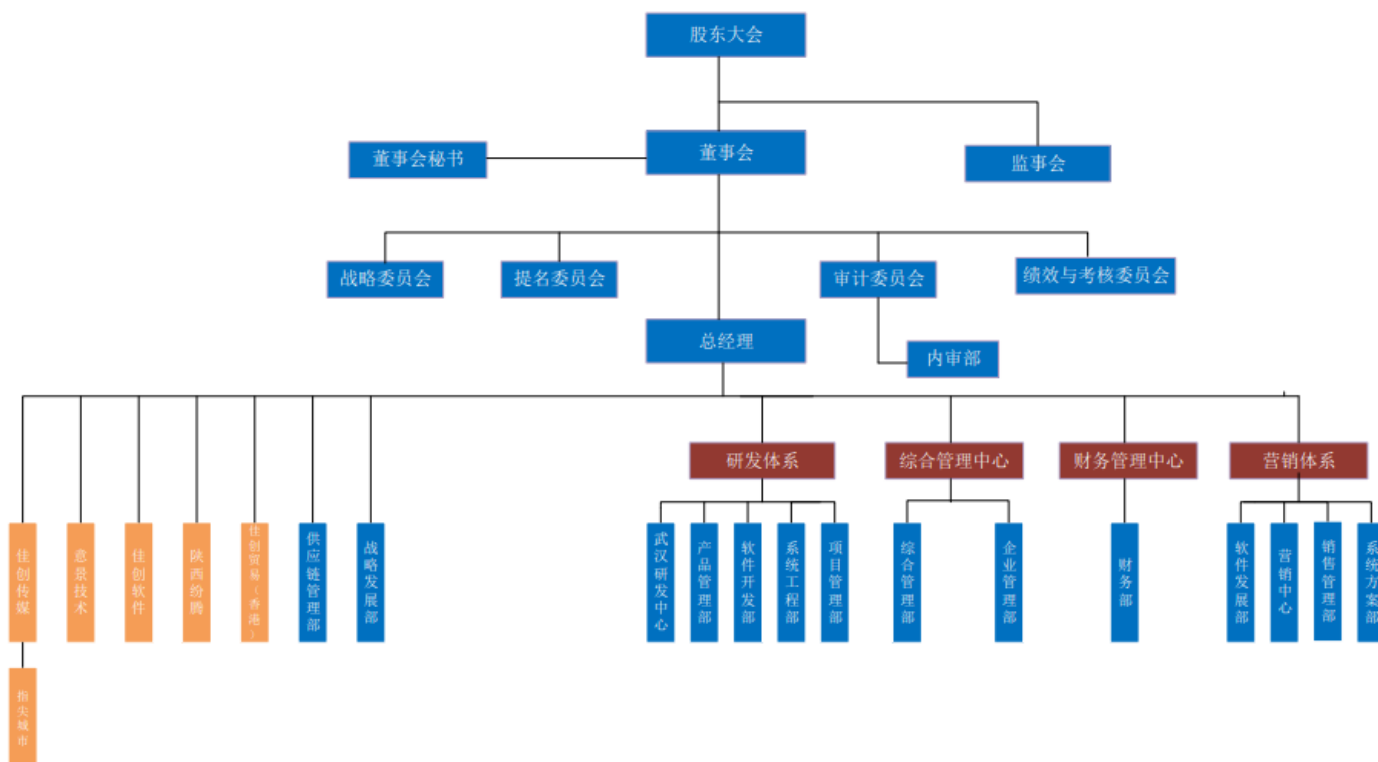 股东大会
董事会秘书
董事会
监事会
战略委员会
提名委员会
审计委员会
绩效与考核委员会
总经理
内审部
研发体系
综合管理中心
财务管理中心
营销体系
佳创传媒
意景技术
佳创软件
陕西纷腾
佳创贸易（香港）
供应链管理部
战略发展部
武汉研发中心
产品管理部
软件开发部
系统工程部
项目管理部
综合管理部
企业管理部
财务部
软件发展部
营销中心
销售管理部
系统方案部
指尖城市